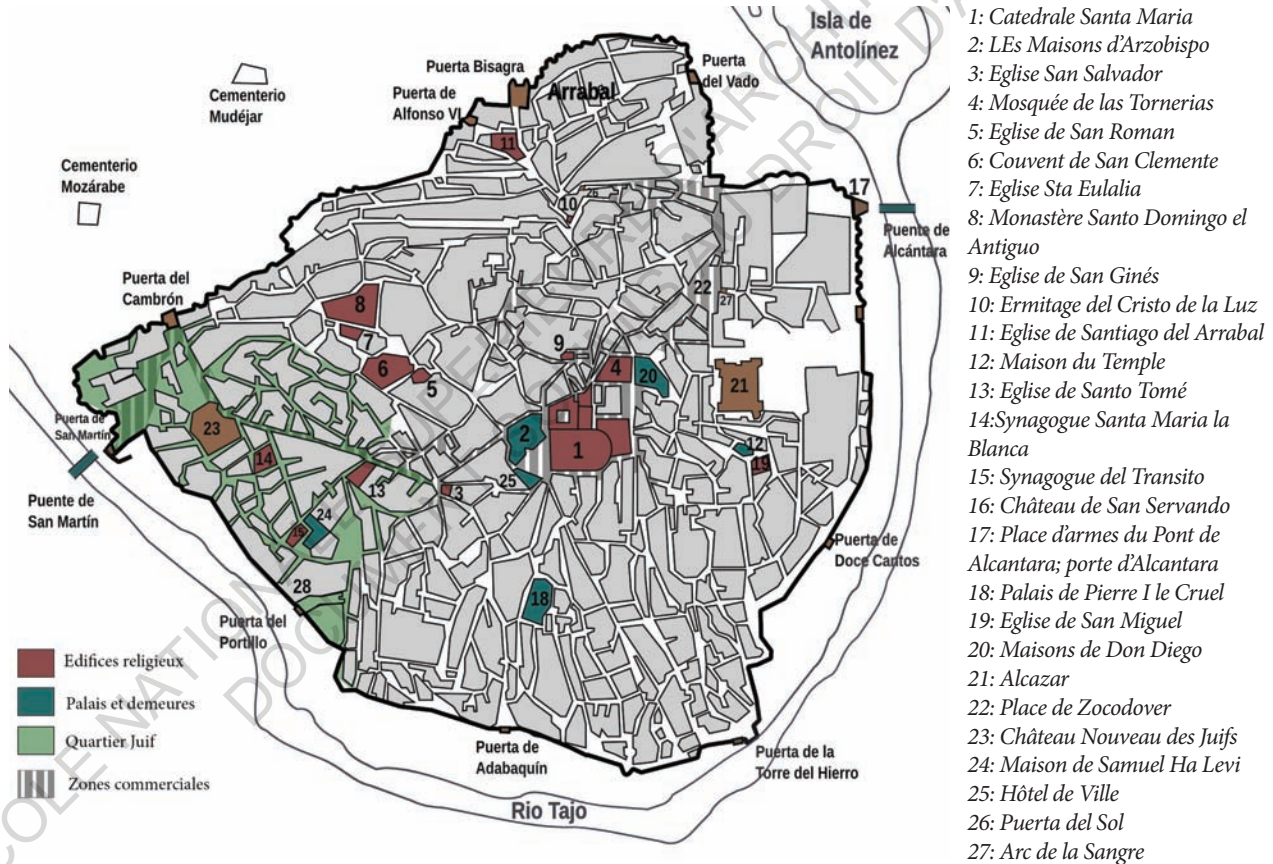 Isla de
Antolínez
Puerta Bisagra
Arrabal
Puerta
del Vado
Puerta de
Alfonso VI
Cementerio
Mudéjar
Cementerio
Mozárabe
11
26
10
17
Puente de
Alcántara
Puerta del
Cambrón
8
7
6
5
9
4
20
22
27
21
Puerta de
San Martín
23
14
13
2
1
12
19
25
3
Puente de
San Martín
24
15
28
18
Puerta de
Doce Cantos
Puerta del
Portillo
Edifices religieux
Palais et demeures
Quartier Juif
Zones commerciales
Puerta de
Adabaquín
Puerta de la
Torre del Hierro
Rio Tajo
1: Catedrale Santa Maria
2: LEs Maisons d'Arzobispo
3: Eglise San Salvador
4: Mosquée de las Tornerias
5: Eglise de San Roman
6: Couvent de San Clemente
7: Eglise Sta Eulalia
8: Monastère Santo Domingo el
Antiguo
9: Eglise de San Ginés
10: Ermitage del Cristo de la Luz
11: Eglise de Santiago del Arrabal
12: Maison du Temple
13: Eglise de Santo Tomé
14:Synagogue Santa Maria la
Blanca
15: Synagogue del Transito
16: Château de San Servando
17: Place d'armes du Pont de
Alcantara; porte d'Alcantara
18: Palais de Pierre I le Cruel
19: Eglise de San Miguel
20: Maisons de Don Diego
21: Alcazar
22: Place de Zocodover
23: Château Nouveau des Juifs
24: Maison de Samuel Ha Levi
25: Hôtel de Ville
26: Puerta del Sol
27: Arc de la Sangre